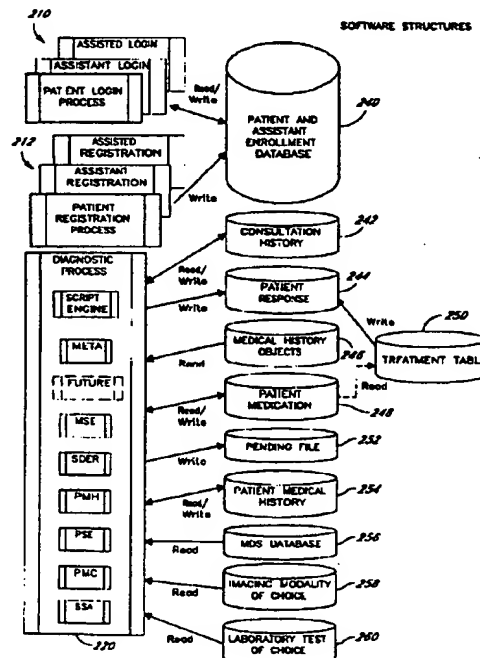 SOFTWARE STRUCTURES
210
ASSISTED LOGIN
ASSISTANT LOGIN
PATIENT LOGIN
PROCESS
Read/
Write
PATIENT AND
ASSISTANT
ENROLLMENT
DATABASE
240
212
ASSISTED
REGISTRATION
ASSISTANT
REGISTRATION
PATIENT
REGISTRATION
PROCESS
Write
DIAGNOSTIC PROCESS
SCRIPT
ENGINE
META
FUTURE
MSE
SDER
PMH
PSE
PMC
SSA
220
Read/
Write
CONSULTATION
HISTORY
242
Write
PATIENT
RESPONSE
244
Write
250
TREATMENT TABLE
Read
MEDICAL HISTORY
OBJECTS
246
Read
Read/
Write
PATIENT
MEDICATION
248
Write
PENDING FILE
252
Read/
Write
PATIENT MEDICAL
HISTORY
254
Read
MDS DATABASE
256
Read
IMAGING MODALITY
OF CHOICE
258
Read
LABORATORY TEST
OF CHOICE
260